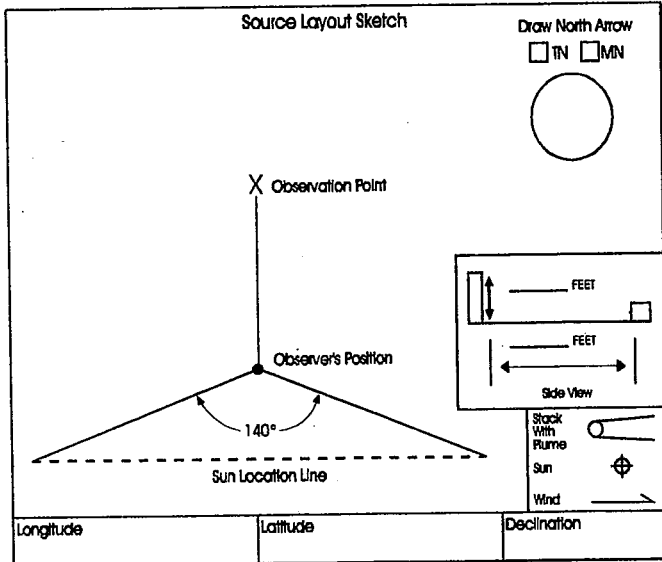 Source Layout Sketch
Draw North Arrow
TN MN
X Observation Point
FEET
Observer's Position
FEET
Side View
140°
Stack
With
Plume
Sun Location Line
Sun
Wind
Longitude
Latitude
Declination